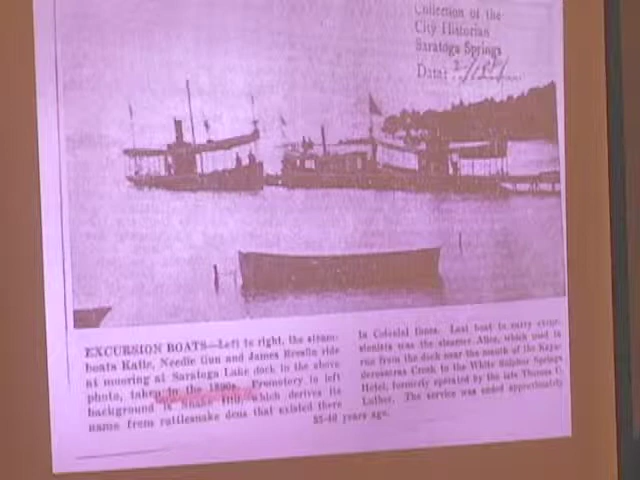 Collection of the
City Historian
Saratoga Springs
Date:
EXCURSION BOATS—Left to right, the steam-
boats Katie, Needle Gun and James Breslin ride
at mooring at Saratoga Lake dock in the above
photo, taken in the 1890s. Promotory in left
background is Snake Hill, which derives its
name from rattlesnake dens that existed there
in Colonial times. Last boat to carry excur-
sionists was the steamer Alice, which used to
run from the dock near the mouth of the Kaya-
derosseras Creek to the White Sulphur Springs
Hotel, formerly operated by the late Thomas C.
Luther. The service was ended approximately
35-40 years ago.